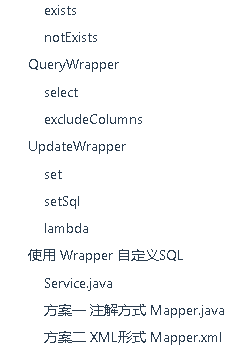 exists
notExists
QueryWrapper
select
excludeColumns
UpdateWrapper
set
setSql
lambda
使用 Wrapper 自定义SQL
Service.java
方案一 注解方式 Mapper.java
方案二 XML形式 Mapper.xml